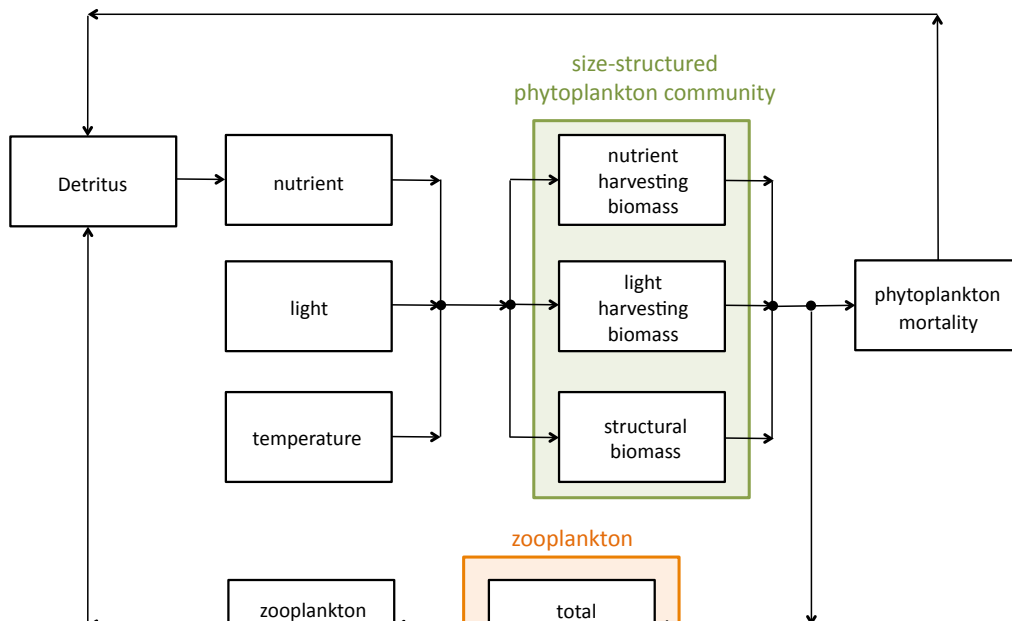 size-structured
phytoplankton community
Detritus
nutrient
nutrient
harvesting
biomass
light
light
harvesting
biomass
phytoplankton
mortality
temperature
structural
biomass
zooplankton
zooplankton
total